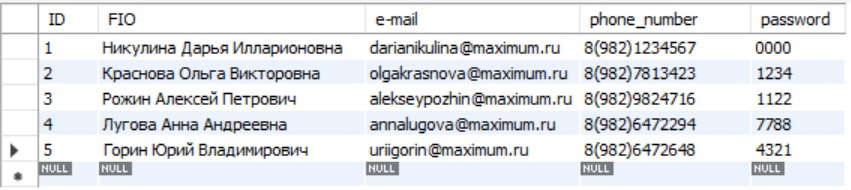 ID FIO e-mail phone_number password
1 Никулина Дарья Илларионовна darianikulina@maximum.ru 8(982)1234567 0000
2 Краснова Ольга Викторовна olgakrasnova@maximum.ru 8(982)7813423 1234
3 Рожин Алексей Петрович alekseypozhin@maximum.ru 8(982)9824716 1122
4 Лугова Анна Андреевна annalugova@maximum.ru 8(982)6472294 7788
5 Горин Юрий Владимирович uriigorin@maximum.ru 8(982)6472648 4321
NULL NULL NULL NULL NULL